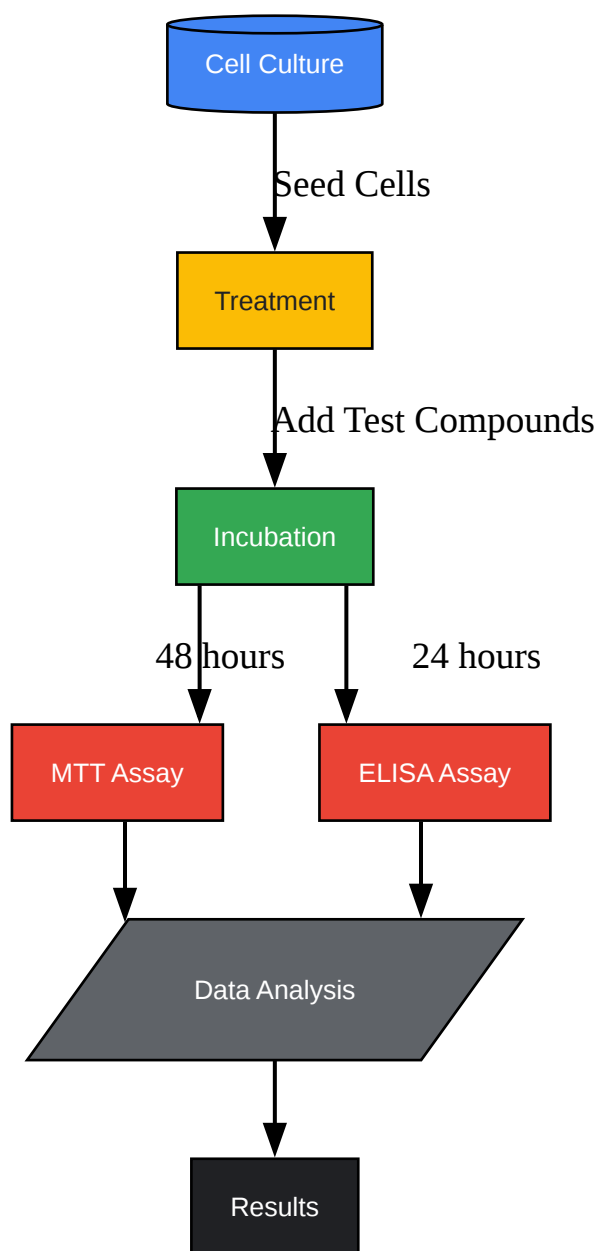 Cell Culture
Seed Cells
Treatment
Add Test Compounds
Incubation
48 hours
24 hours
MTT Assay
ELISA Assay
Data Analysis
Results